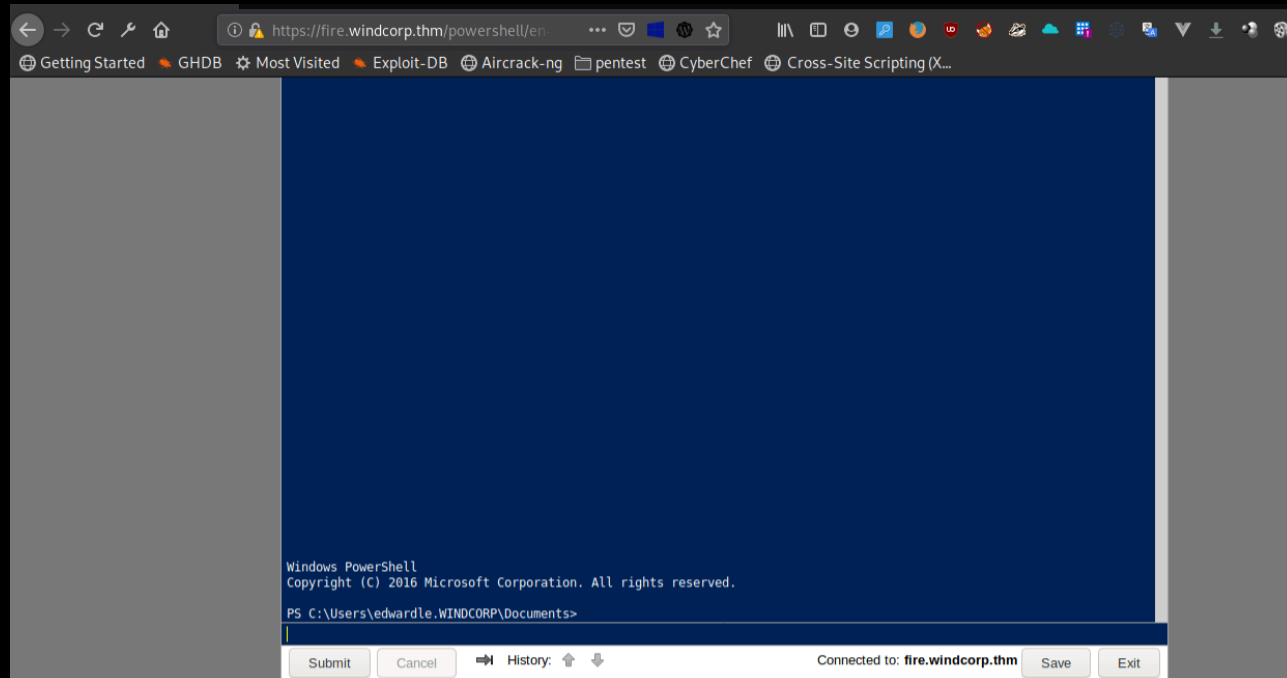 https://fire.windcorp.thm/powershell/en
Getting Started GHDB Most Visited Exploit-DB Aircrack-ng pentest CyberChef Cross-Site Scripting (X...
Windows PowerShell
Copyright (C) 2016 Microsoft Corporation. All rights reserved.
PS C:\Users\edwardle.WINDCORP\Documents>
Submit Cancel History: Connected to: fire.windcorp.thm Save Exit